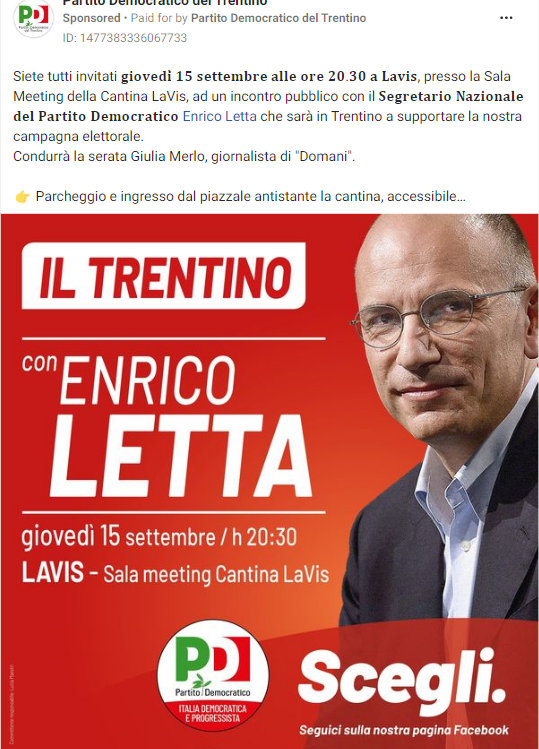 Partito Democratico del Trentino
Sponsored • Paid for by Partito Democratico del Trentino
ID: 1477383336067733
Siete tutti invitati giovedì 15 settembre alle ore 20.30 a Lavis, presso la Sala
Meeting della Cantina LaVis, ad un incontro pubblico con il Segretario Nazionale
del Partito Democratico Enrico Letta che sarà in Trentino a supportare la nostra
campagna elettorale.
Condurrà la serata Giulia Merlo, giornalista di "Domani".
👉 Parcheggio e ingresso dal piazzale antistante la cantina, accessibile...
IL TRENTINO
con ENRICO
LETTA
giovedì 15 settembre / h 20:30
LAVIS – Sala meeting Cantina LaVis
PD
Partito Democratico
ITALIA DEMOCRATICA
E PROGRESSISTA
Scegli.
Seguici sulla nostra pagina Facebook